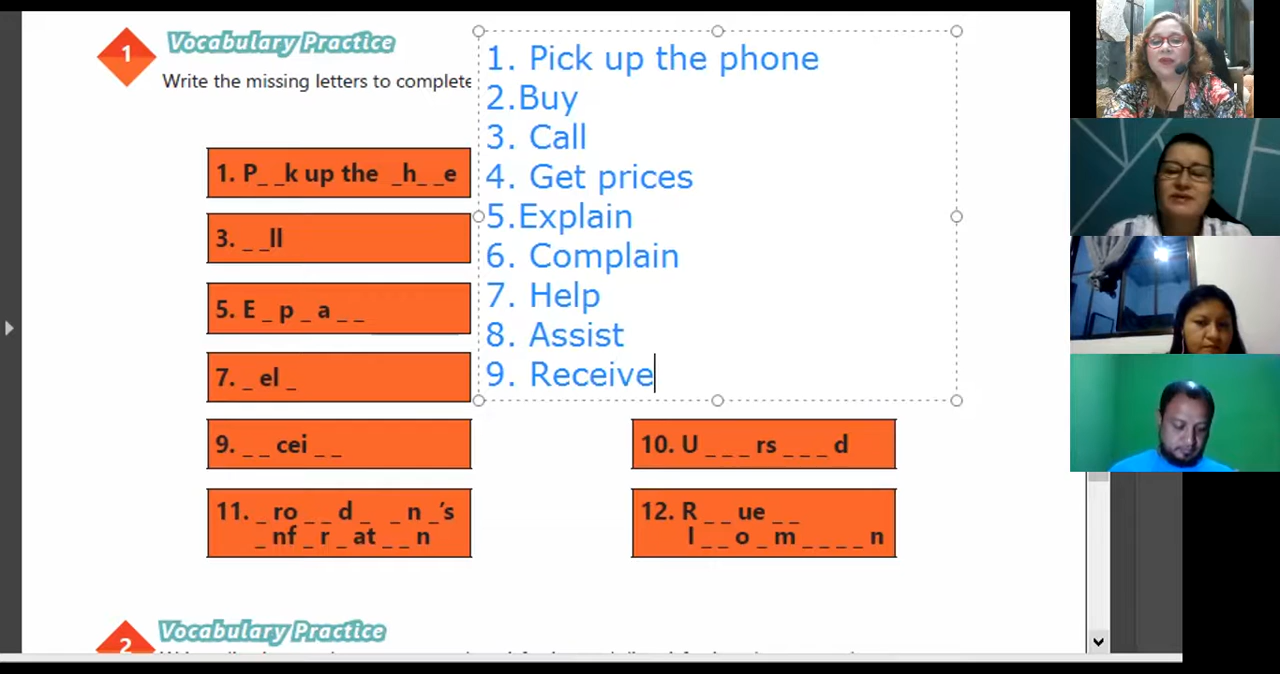 1
Vocabulary Practice
Write the missing letters to complete
1. Pick up the phone
2.Buy
3. Call
4. Get prices
5.Explain
6. Complain
7. Help
8. Assist
9. Receive
1. P_ _k up the _h_ _e
3. _ _ll
5. E _ p _ a _ _
7. _ el _
9. _ _ cei _ _
10. U _ _ _ rs _ _ _ d
11. _ ro _ _ d _ _ n _'s
_ nf _ r _ at _ _ n
12. R _ _ ue _ _
I _ _ o _ m _ _ _ _ n
2
Vocabulary Practice